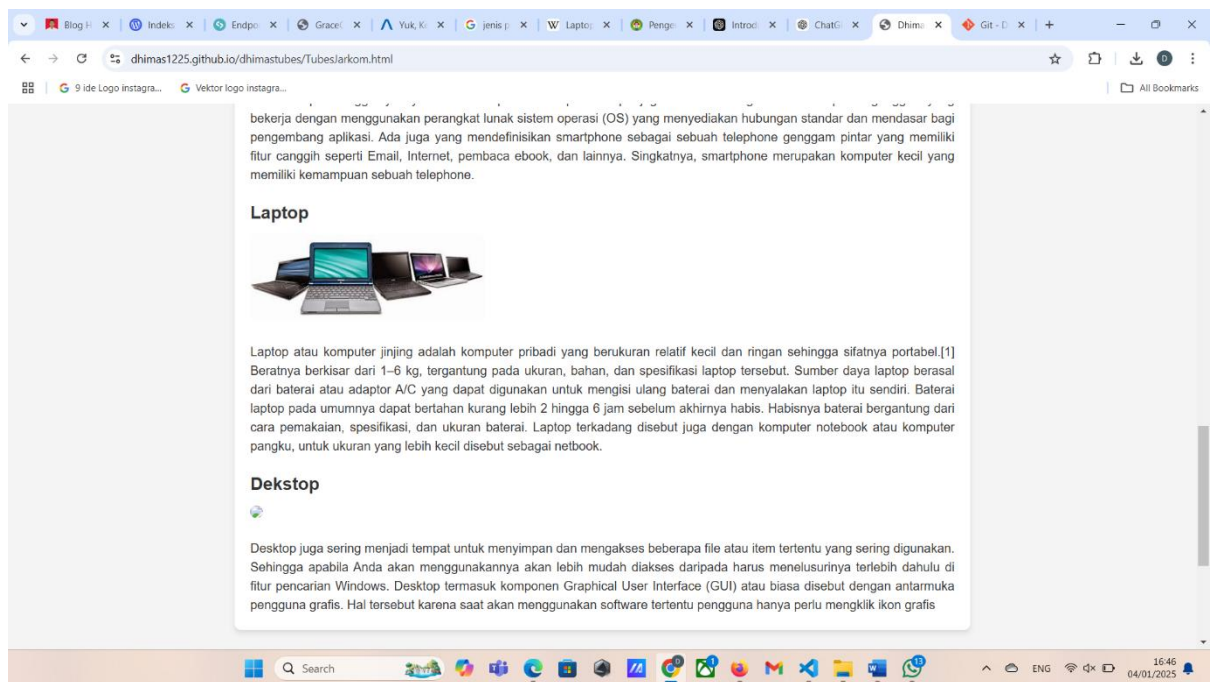 Blog H
Indeks
Endpo
GraceC
Yuk, K
jenis p
Laptop
Penge
Introd
ChatG
Dhima
Git - D
dhimas1225.github.io/dhimastubes/TubesJarkom.html
9 ide Logo instagra...
Vektor logo instagra...
All Bookmarks
bekerja dengan menggunakan perangkat lunak sistem operasi (OS) yang menyediakan hubungan standar dan mendasar bagi
pengembang aplikasi. Ada juga yang mendefinisikan smartphone sebagai sebuah telephone genggam pintar yang memiliki
fitur canggih seperti Email, Internet, pembaca ebook, dan lainnya. Singkatnya, smartphone merupakan komputer kecil yang
memiliki kemampuan sebuah telephone.
Laptop
Laptop atau komputer jinjing adalah komputer pribadi yang berukuran relatif kecil dan ringan sehingga sifatnya portabel.[1]
Beratnya berkisar dari 1–6 kg, tergantung pada ukuran, bahan, dan spesifikasi laptop tersebut. Sumber daya laptop berasal
dari baterai atau adaptor A/C yang dapat digunakan untuk mengisi ulang baterai dan menyalakan laptop itu sendiri. Baterai
laptop pada umumnya dapat bertahan kurang lebih 2 hingga 6 jam sebelum akhirnya habis. Habisnya baterai bergantung dari
cara pemakaian, spesifikasi, dan ukuran baterai. Laptop terkadang disebut juga dengan komputer notebook atau komputer
pangku, untuk ukuran yang lebih kecil disebut sebagai netbook.
Dekstop
Desktop juga sering menjadi tempat untuk menyimpan dan mengakses beberapa file atau item tertentu yang sering digunakan.
Sehingga apabila Anda akan menggunakannya akan lebih mudah diakses daripada harus menelusurinya terlebih dahulu di
fitur pencarian Windows. Desktop termasuk komponen Graphical User Interface (GUI) atau biasa disebut dengan antarmuka
pengguna grafis. Hal tersebut karena saat akan menggunakan software tertentu pengguna hanya perlu mengklik ikon grafis
Search
ENG
16:46
04/01/2025